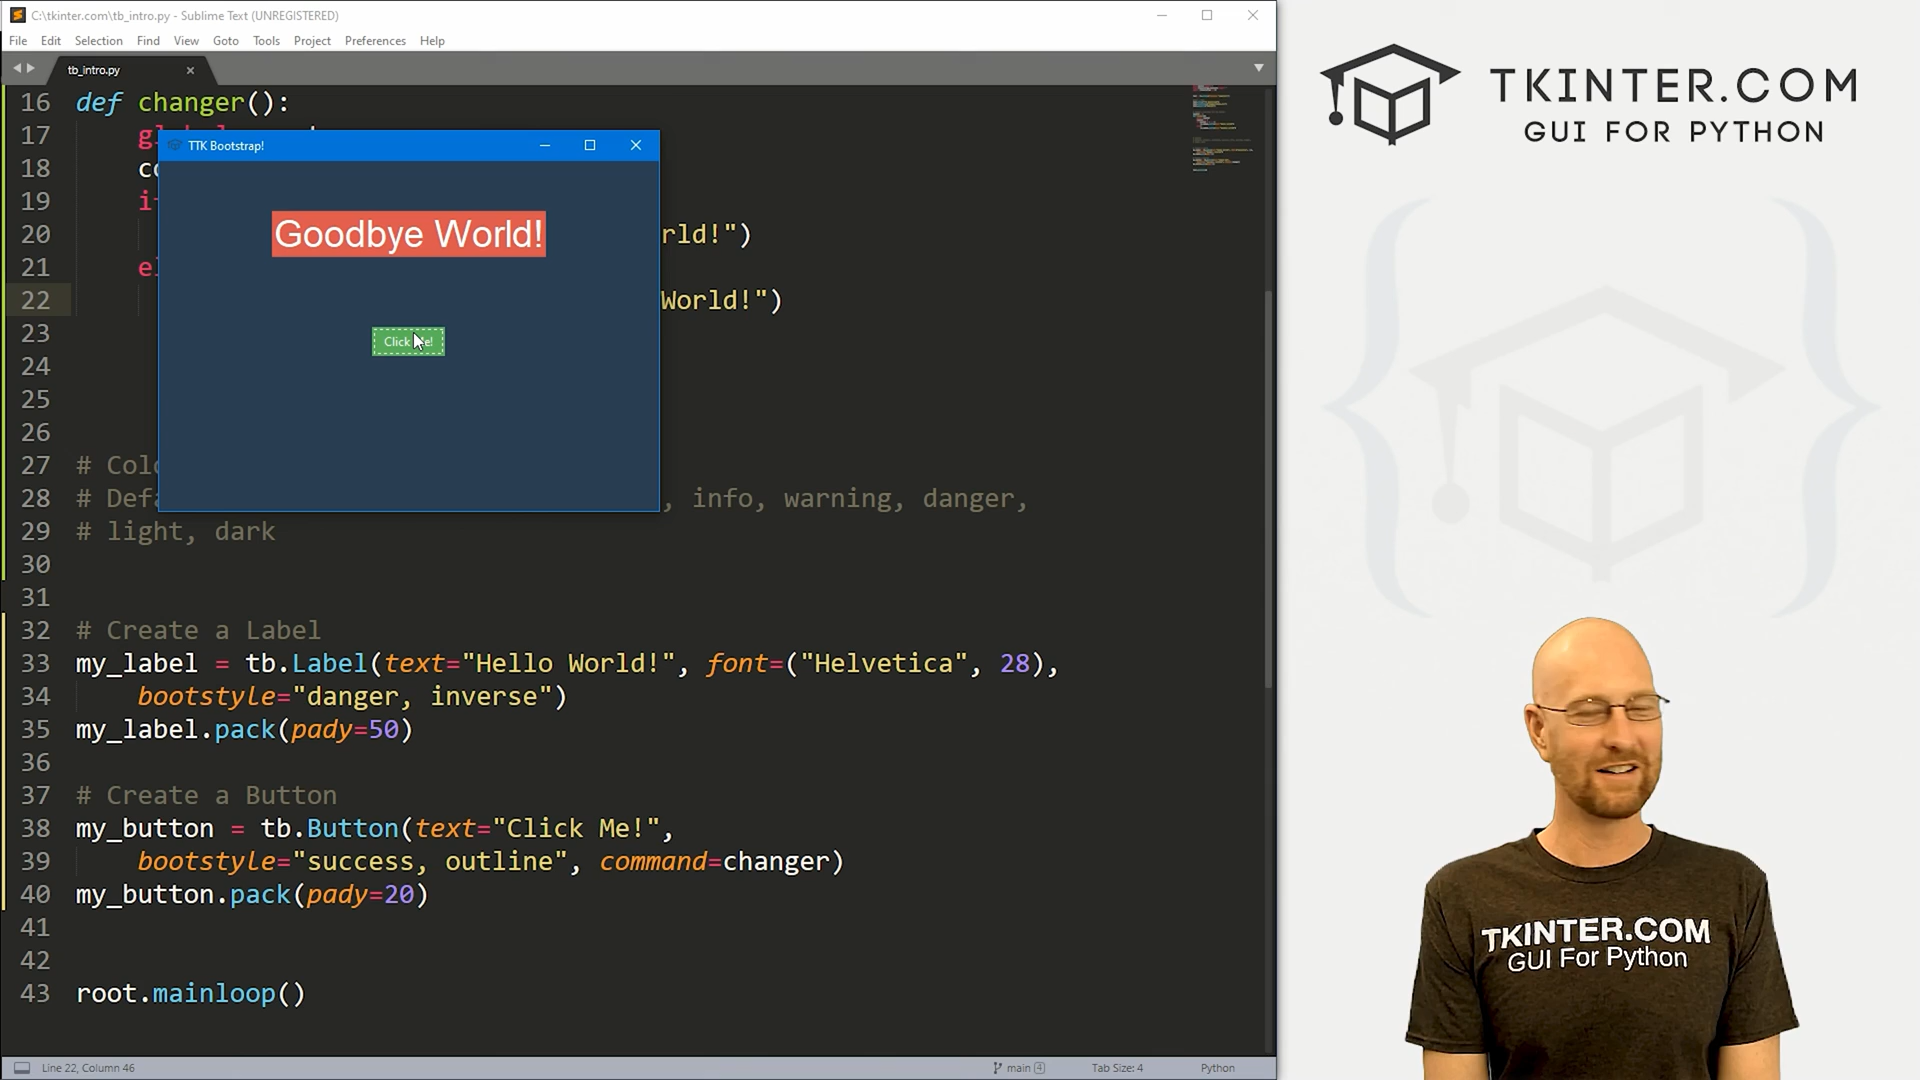 C:\tkinter.com\tb_intro.py - Sublime Text (UNREGISTERED)
File Edit Selection Find View Goto Tools Project Preferences Help
tb_intro.py
16 def changer():
17
18
19
20 rld!")
21
22 World!")
23
24
25
26
27 #
28 # , info, warning, danger,
29 # light, dark
30
31
32 # Create a Label
33 my_label = tb.Label(text="Hello World!", font=("Helvetica", 28),
34 bootstyle="danger, inverse")
35 my_label.pack(pady=50)
36
37 # Create a Button
38 my_button = tb.Button(text="Click Me!",
39 bootstyle="success, outline", command=changer)
40 my_button.pack(pady=20)
41
42
43 root.mainloop()
TTK Bootstrap!
Goodbye World!
Click Me!
Line 22, Column 46
main 4
Tab Size: 4
Python
TKINTER.COM
GUI FOR PYTHON
TKINTER.COM
GUI For Python